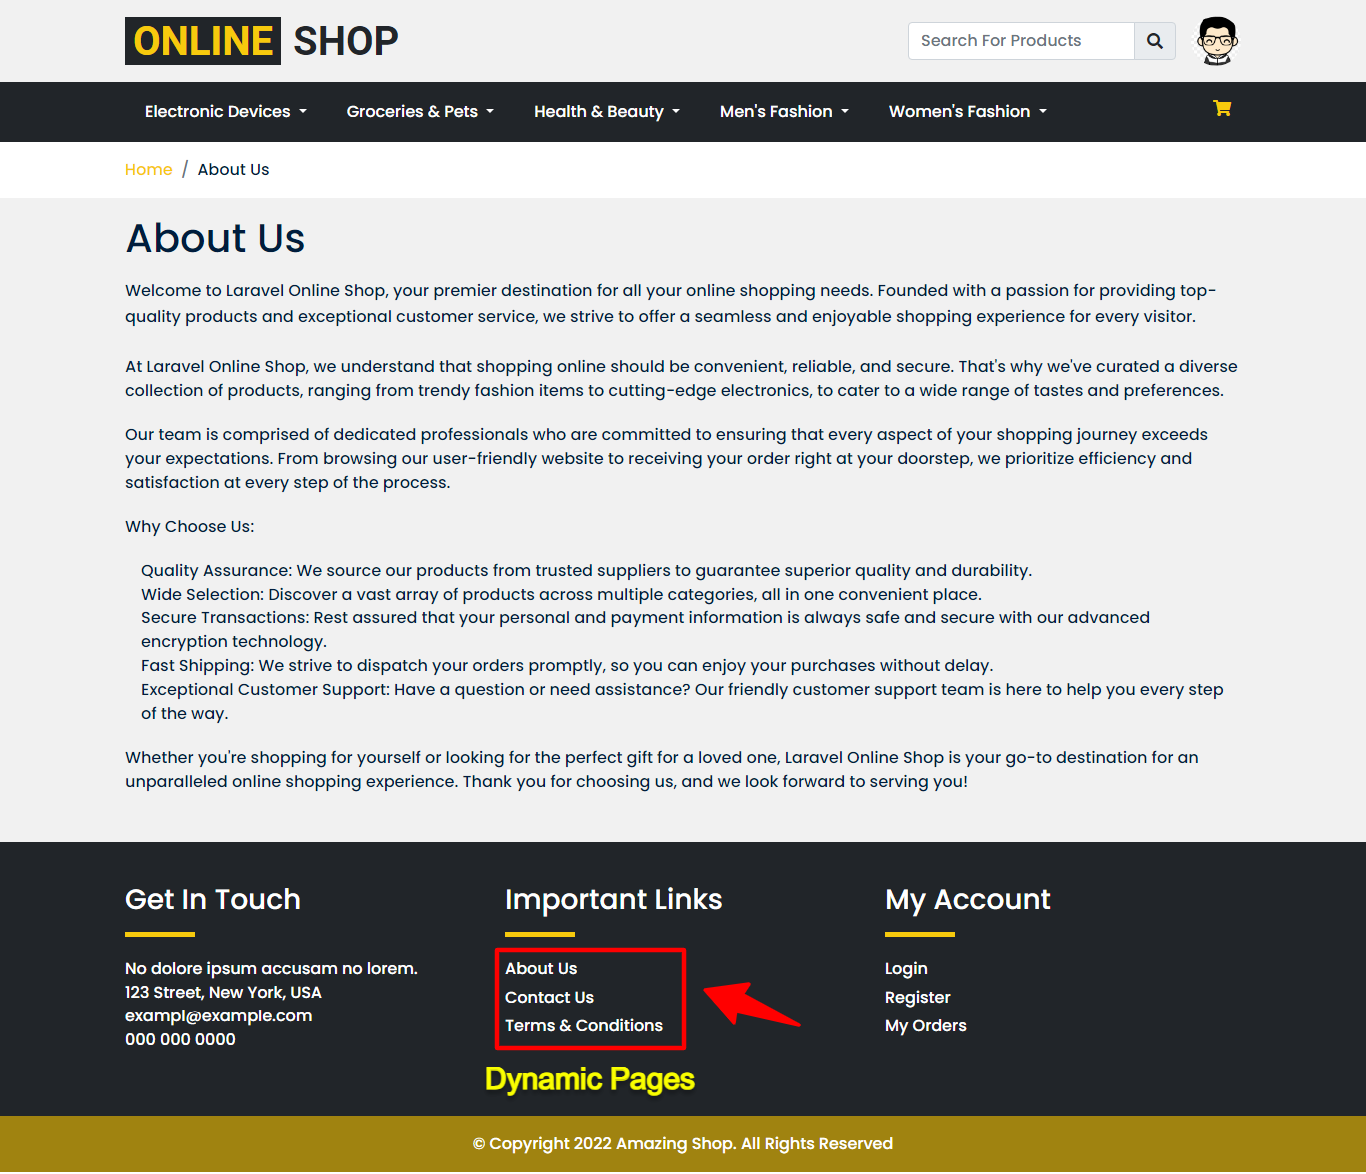 ONLINE SHOP
Search For Products
Electronic Devices
Groceries & Pets
Health & Beauty
Men's Fashion
Women's Fashion
Home / About Us
About Us
Welcome to Laravel Online Shop, your premier destination for all your online shopping needs. Founded with a passion for providing top-
quality products and exceptional customer service, we strive to offer a seamless and enjoyable shopping experience for every visitor.
At Laravel Online Shop, we understand that shopping online should be convenient, reliable, and secure. That's why we've curated a diverse
collection of products, ranging from trendy fashion items to cutting-edge electronics, to cater to a wide range of tastes and preferences.
Our team is comprised of dedicated professionals who are committed to ensuring that every aspect of your shopping journey exceeds
your expectations. From browsing our user-friendly website to receiving your order right at your doorstep, we prioritize efficiency and
satisfaction at every step of the process.
Why Choose Us:
Quality Assurance: We source our products from trusted suppliers to guarantee superior quality and durability.
Wide Selection: Discover a vast array of products across multiple categories, all in one convenient place.
Secure Transactions: Rest assured that your personal and payment information is always safe and secure with our advanced
encryption technology.
Fast Shipping: We strive to dispatch your orders promptly, so you can enjoy your purchases without delay.
Exceptional Customer Support: Have a question or need assistance? Our friendly customer support team is here to help you every step
of the way.
Whether you're shopping for yourself or looking for the perfect gift for a loved one, Laravel Online Shop is your go-to destination for an
unparalleled online shopping experience. Thank you for choosing us, and we look forward to serving you!
Get In Touch
No dolore ipsum accusam no lorem.
123 Street, New York, USA
exampl@example.com
000 000 0000
Important Links
About Us
Contact Us
Terms & Conditions
Dynamic Pages
My Account
Login
Register
My Orders
© Copyright 2022 Amazing Shop. All Rights Reserved